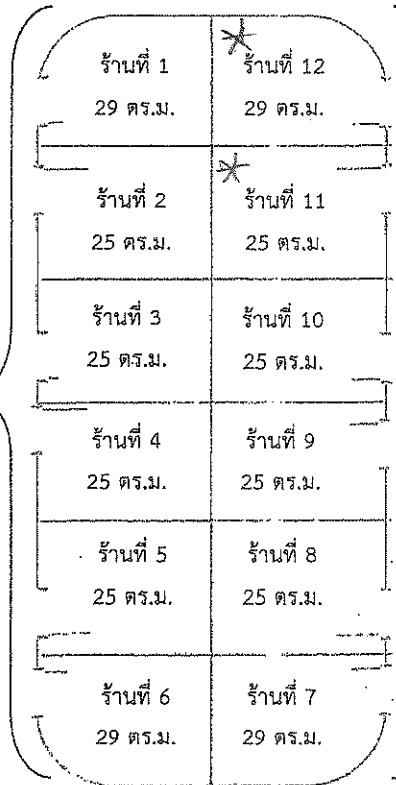 ร้านที่ 1
29 ตร.ม.
ร้านที่ 12
29 ตร.ม.
ร้านที่ 2
25 ตร.ม.
ร้านที่ 11
25 ตร.ม.
ร้านที่ 3
25 ตร.ม.
ร้านที่ 10
25 ตร.ม.
ร้านที่ 4
25 ตร.ม.
ร้านที่ 9
25 ตร.ม.
ร้านที่ 5
25 ตร.ม.
ร้านที่ 8
25 ตร.ม.
ร้านที่ 6
29 ตร.ม.
ร้านที่ 7
29 ตร.ม.